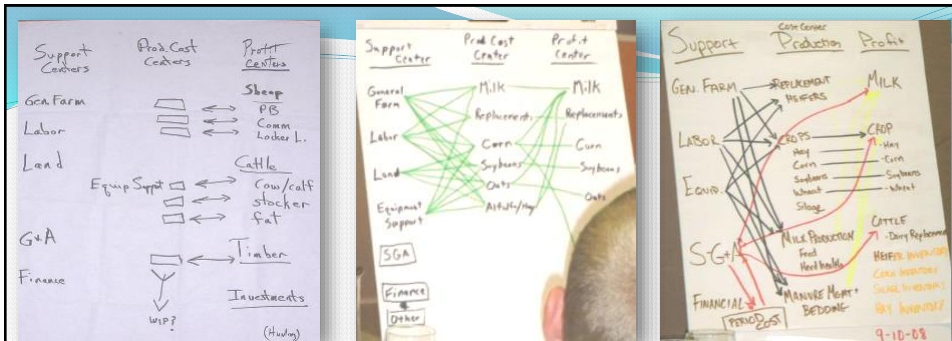 Support Centers
Prod. Cost Centers
Profit Centers
Gen. Farm
Labor
Land
Equip Suppt
G&A
Finance
Sheep
PB
Comm
Locker L.
Cattle
Cow/calf
stocker
fat
Timber
WIP?
Investments
Support Center
Prod Cost Center
Profit Center
General Farm
Labor
Land
Equipment Support
SGA
Finance
Other
Milk
Replacements
Corn
Soybeans
Oats
Alfalfa/Hay
Milk
Replacements
Corn
Soybeans
Oats
Support
Cost Center
Production
Profit
GEN. FARM
LABOR
EQUIP.
SG+A
FINANCIAL
PERIOD COST
REPLACEMENT HEIFERS
CROPS
Hay
Corn
Soybeans
Wheat
Silage
MILK PRODUCTION
Feed
Herd health
MANURE MGMT+
BEDDING
MILK
CROP
-Hay
-Corn
-Soybeans
-Wheat
CATTLE
-Dairy Replacement
HEIFER INVENTORY
CORN INVENTORY
HAY INVENTORY
9-10-08